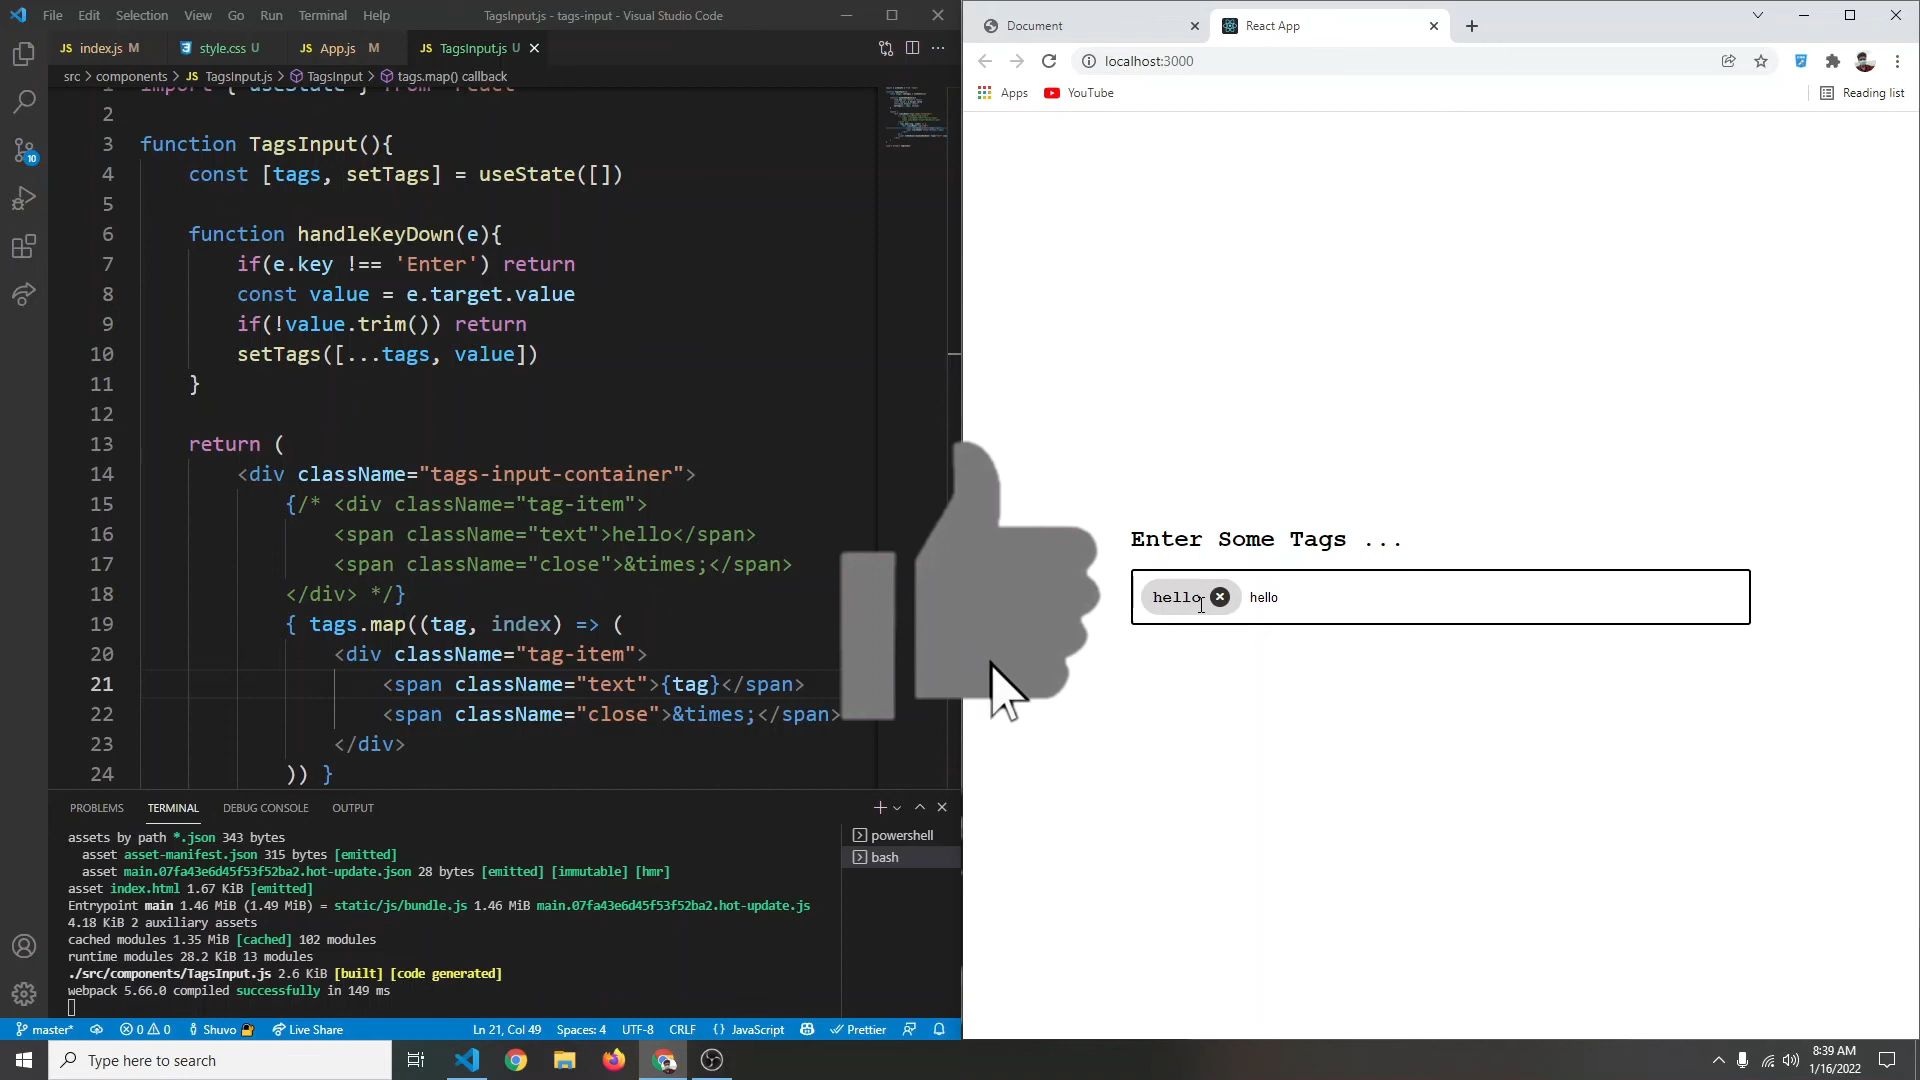 File Edit Selection View Go Run Terminal Help
TagsInput.js - tags-input - Visual Studio Code
JS index.js M
style.css U
JS App.js M
JS TagsInput.js U
src > components > JS TagsInput.js > TagsInput > tags.map() callback
1 import { useState } from "react"
2
3 function TagsInput(){
4 const [tags, setTags] = useState([])
5
6 function handleKeyDown(e){
7 if(e.key !== 'Enter') return
8 const value = e.target.value
9 if(!value.trim()) return
10 setTags([...tags, value])
11 }
12
13 return (
14 <div className="tags-input-container">
15 {/* <div className="tag-item">
16 <span className="text">hello</span>
17 <span className="close">&times;</span>
18 </div> */}
19 { tags.map((tag, index) => (
20 <div className="tag-item">
21 <span className="text">{tag}</span>
22 <span className="close">&times;</span>
23 </div>
24 )) }
PROBLEMS TERMINAL DEBUG CONSOLE OUTPUT
assets by path *.json 343 bytes
asset asset-manifest.json 315 bytes [emitted]
asset main.07fa43e6d45f53f52ba2.hot-update.json 28 bytes [emitted] [immutable] [hmr]
asset index.html 1.67 KiB [emitted]
Entrypoint main 1.46 MiB (1.49 MiB) = static/js/bundle.js 1.46 MiB main.07fa43e6d45f53f52ba2.hot-update.js
4.18 KiB 2 auxiliary assets
cached modules 1.35 MiB [cached] 102 modules
runtime modules 28.2 KiB 13 modules
./src/components/TagsInput.js 2.6 KiB [built] [code generated]
webpack 5.66.0 compiled successfully in 149 ms
powershell
bash
10
master* 0 0 Shuvo Live Share Ln 21, Col 49 Spaces: 4 UTF-8 CRLF {} JavaScript Prettier
Document
React App
localhost:3000
Apps YouTube Reading list
Enter Some Tags ...
hello hello
Type here to search
8:39 AM
1/16/2022